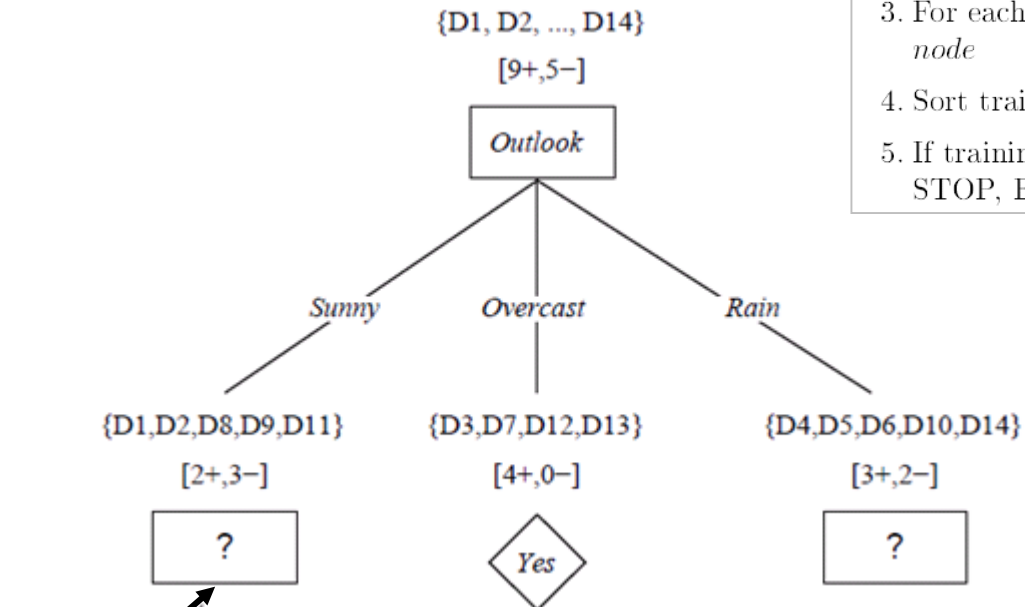 {D1, D2, ..., D14}
[9+,5−]
Outlook
Sunny
Overcast
Rain
{D1,D2,D8,D9,D11}
{D3,D7,D12,D13}
{D4,D5,D6,D10,D14}
[2+,3−]
[4+,0−]
[3+,2−]
?
Yes
?
3. For each
node
4. Sort trai
5. If trainin
STOP, E